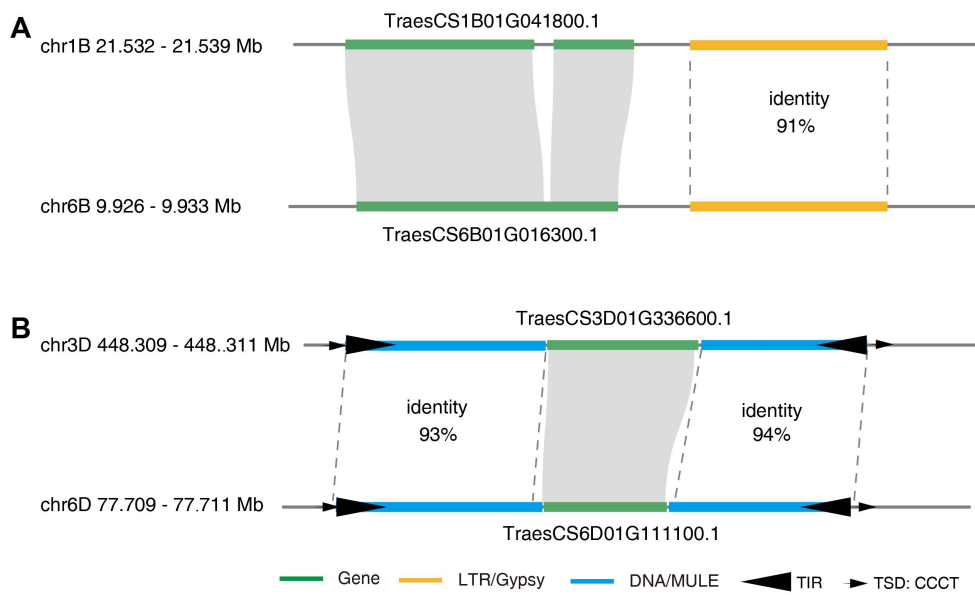 A
TraesCS1B01G041800.1
chr1B 21.532 - 21.539 Mb
identity
91%
chr6B 9.926 - 9.933 Mb
TraesCS6B01G016300.1
B
TraesCS3D01G336600.1
chr3D 448.309 - 448..311 Mb
identity
93%
identity
94%
chr6D 77.709 - 77.711 Mb
TraesCS6D01G111100.1
Gene LTR/Gypsy DNA/MULE TIR TSD: CCCT